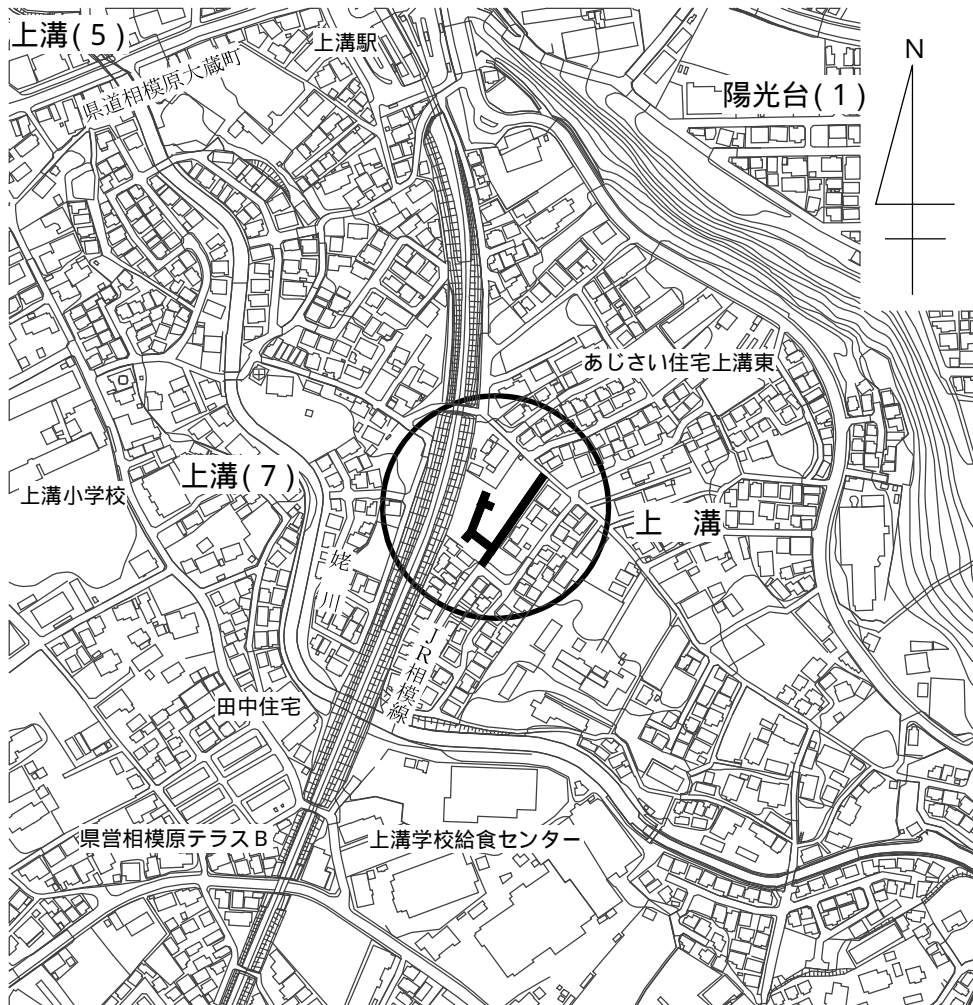 上溝(5)
上溝駅
N
県道相模原大蔵町
陽光台(1)
あじさい住宅上溝東
上溝(7)
上溝小学校
上 溝
姥川
JR相模線
田中住宅
県営相模原テラスB
上溝学校給食センター